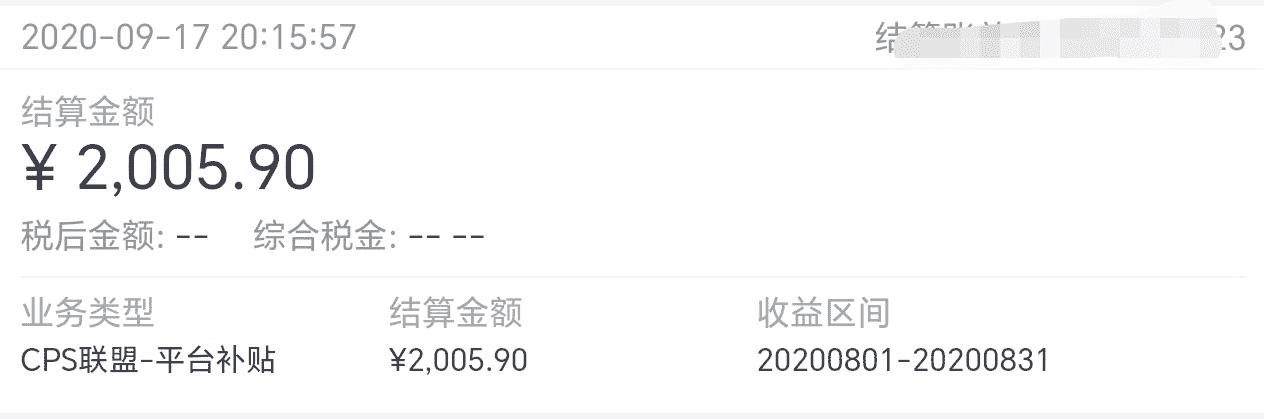 2020-09-17 20:15:57 23
结算金额
¥ 2,005.90
税后金额: -- 综合税金: -- --
业务类型 结算金额 收益区间
CPS联盟-平台补贴 ¥2,005.90 20200801-20200831